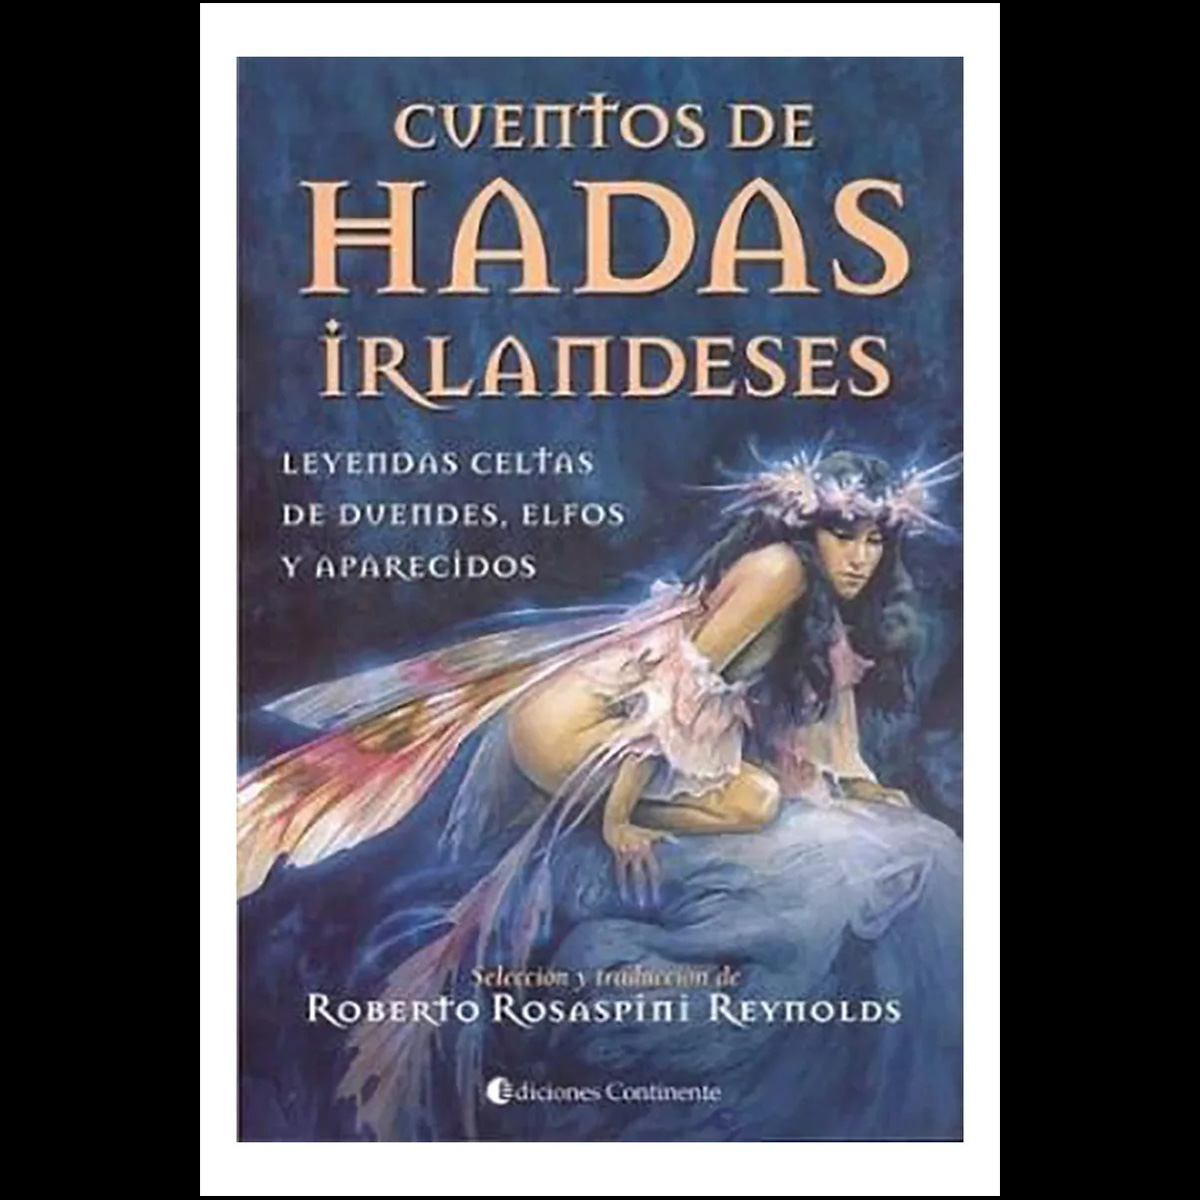 CUENTOS DE
HADAS
IRLANDESES
LEYENDAS CELTAS
DE DUENDES, ELFOS
Y APARECIDOS
Selección y traducción de
ROBERTO ROSASPINI REYNOLDS
Ediciones Continente